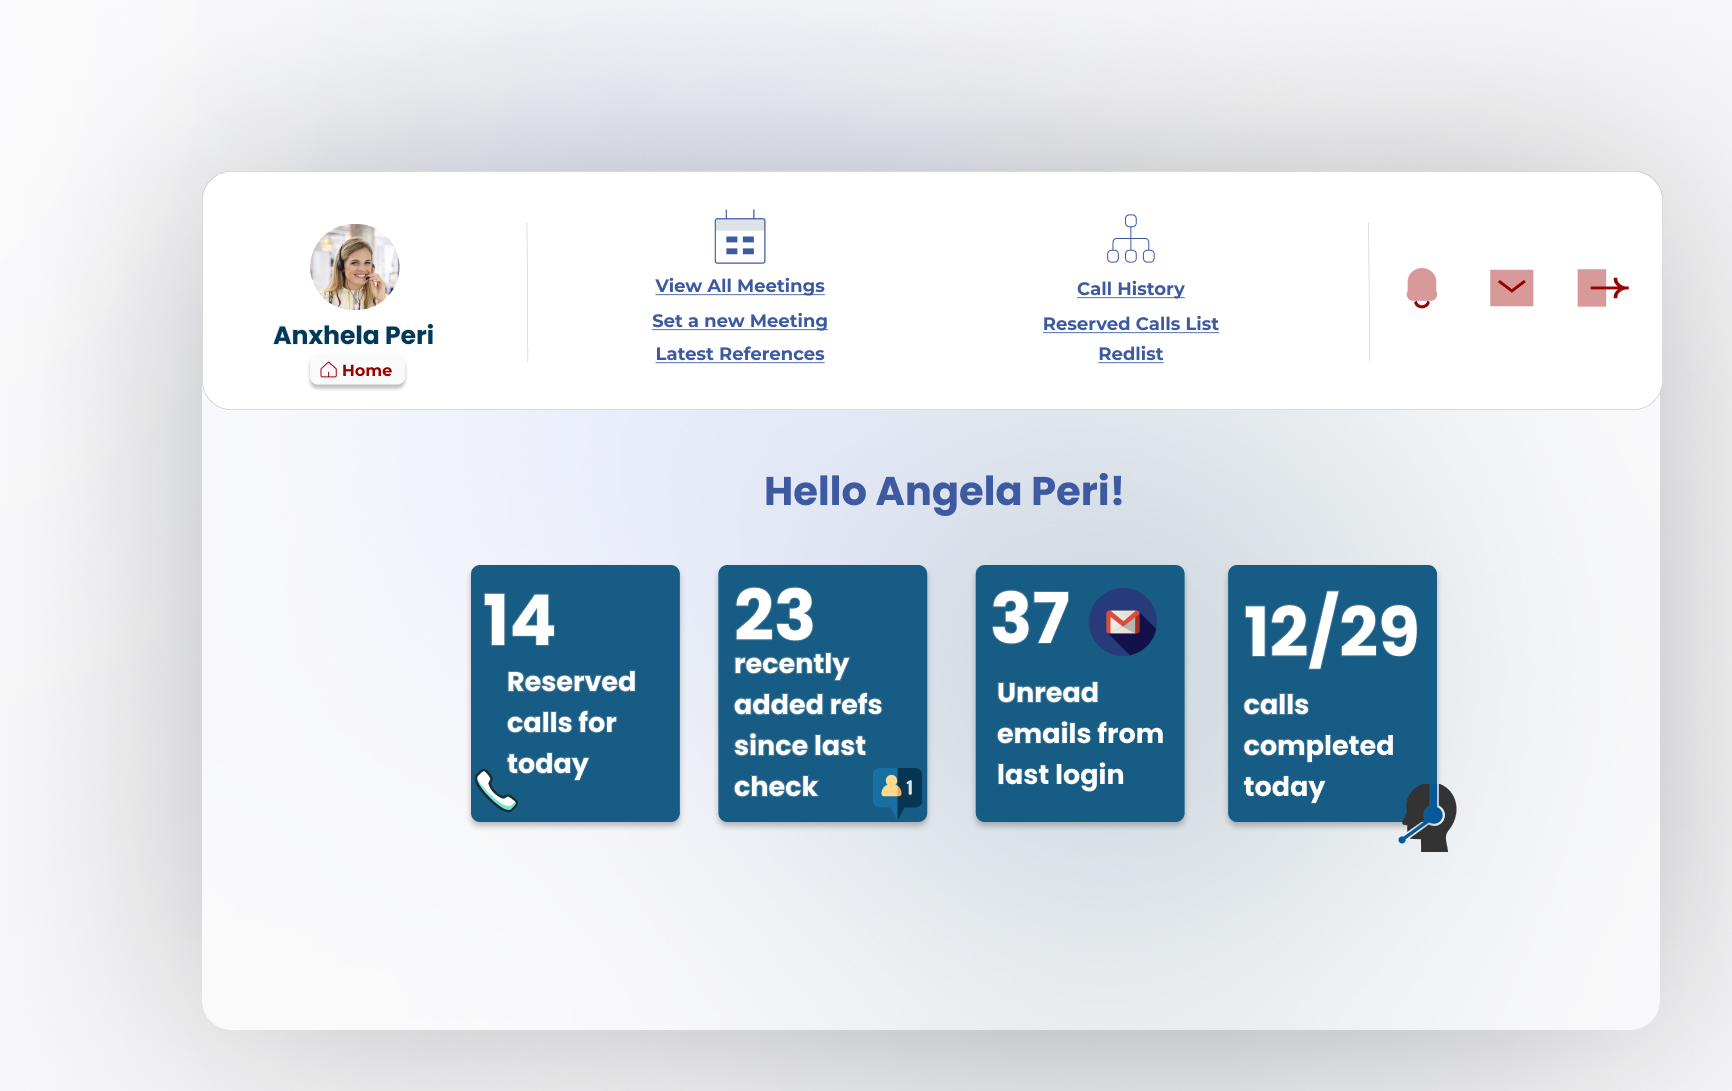 Anxhela Peri
Home
View All Meetings
Set a new Meeting
Latest References
Call History
Reserved Calls List
Redlist
Hello Angela Peri!
14
Reserved
calls for
today
23
recently
added refs
since last
check
1
37
Unread
emails from
last login
12/29
calls
completed
today